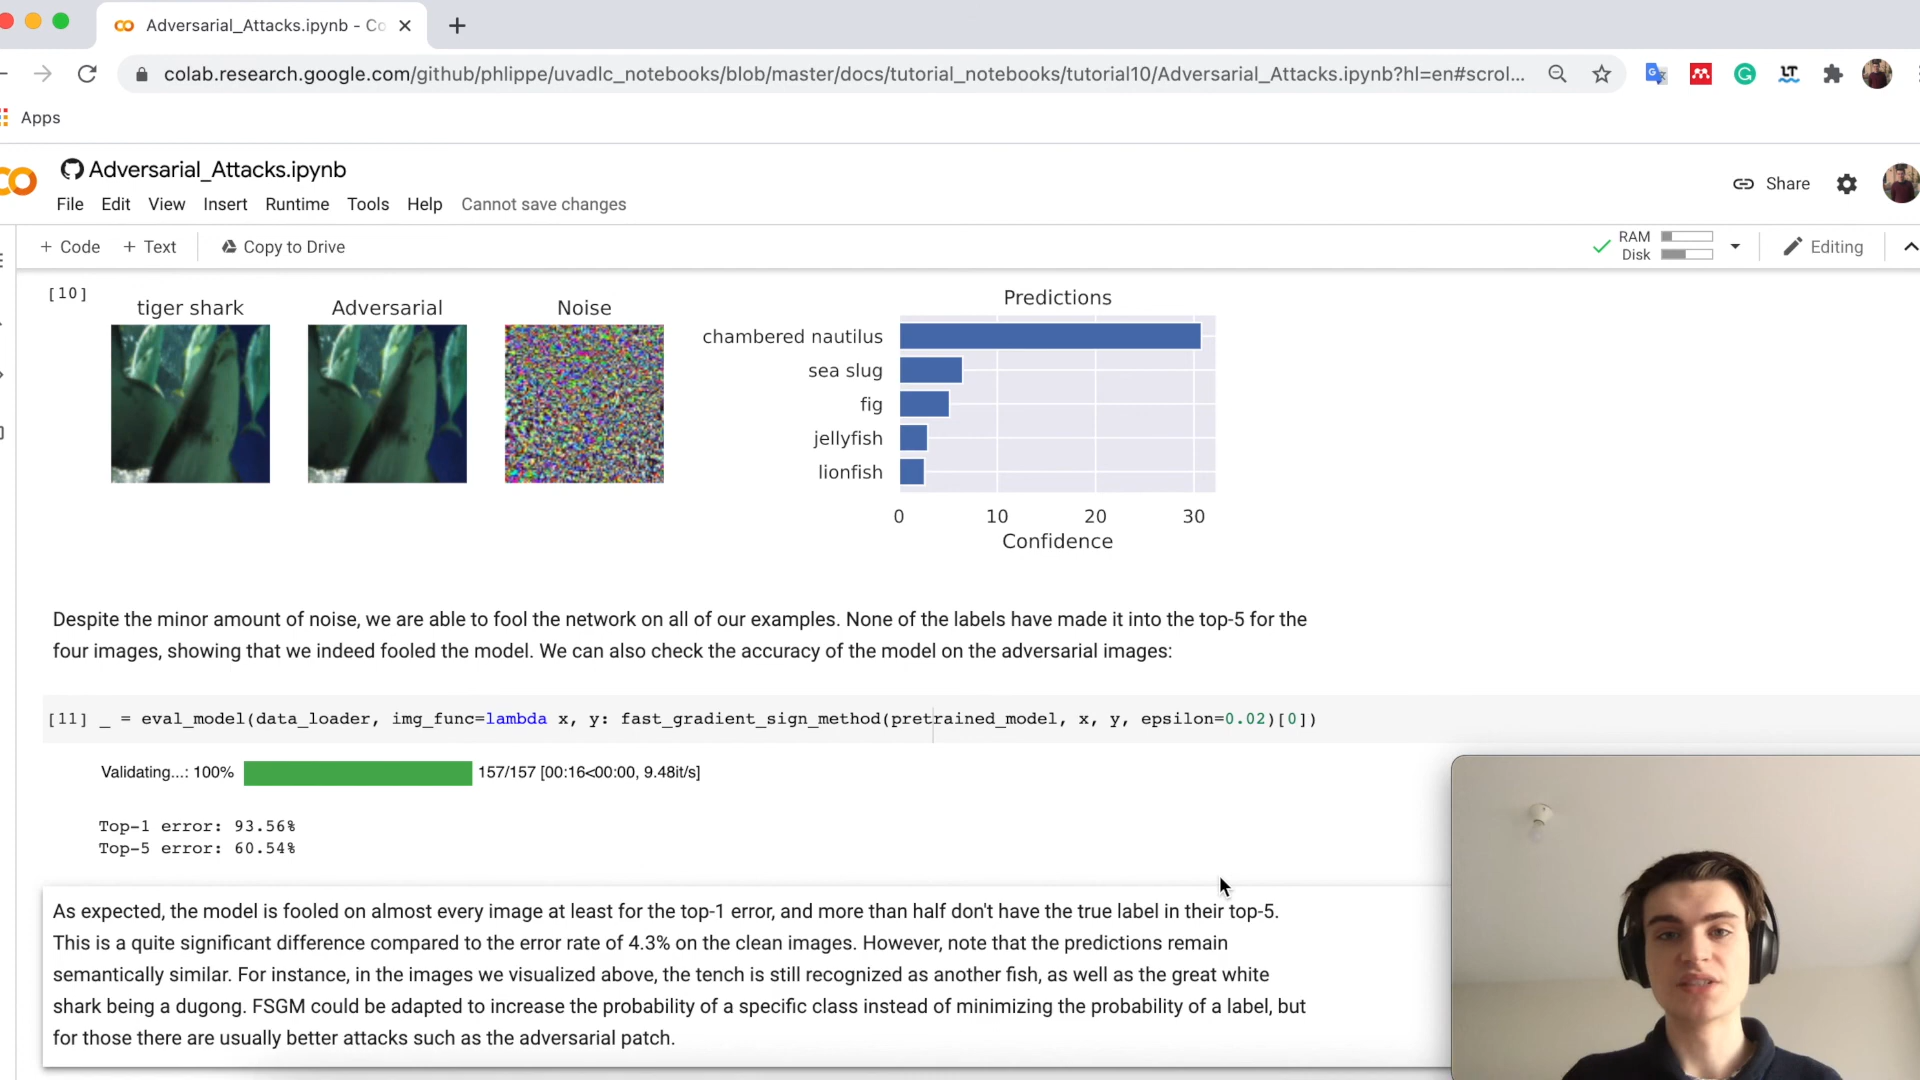 Adversarial_Attacks.ipynb - Co
colab.research.google.com/github/phlippe/uvadlc_notebooks/blob/master/docs/tutorial_notebooks/tutorial10/Adversarial_Attacks.ipynb?hl=en#scrol...
Apps
Adversarial_Attacks.ipynb
Share
File Edit View Insert Runtime Tools Help Cannot save changes
+ Code + Text Copy to Drive
RAM
Disk
Editing
[10]
tiger shark Adversarial Noise
Predictions
chambered nautilus
sea slug
fig
jellyfish
lionfish
0 10 20 30
Confidence
Despite the minor amount of noise, we are able to fool the network on all of our examples. None of the labels have made it into the top-5 for the
four images, showing that we indeed fooled the model. We can also check the accuracy of the model on the adversarial images:
[11] _ = eval_model(data_loader, img_func=lambda x, y: fast_gradient_sign_method(pretrained_model, x, y, epsilon=0.02)[0])
Validating...: 100% 157/157 [00:16<00:00, 9.48it/s]
Top-1 error: 93.56%
Top-5 error: 60.54%
As expected, the model is fooled on almost every image at least for the top-1 error, and more than half don't have the true label in their top-5.
This is a quite significant difference compared to the error rate of 4.3% on the clean images. However, note that the predictions remain
semantically similar. For instance, in the images we visualized above, the tench is still recognized as another fish, as well as the great white
shark being a dugong. FSGM could be adapted to increase the probability of a specific class instead of minimizing the probability of a label, but
for those there are usually better attacks such as the adversarial patch.